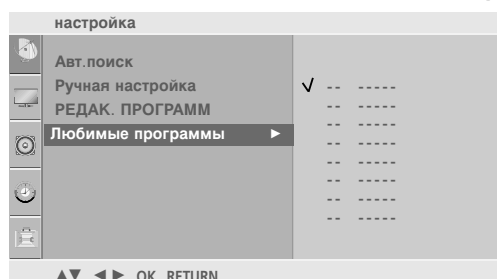 настройка
Авт.поиск
Ручная настройка √ -- -----
РЕДАК. ПРОГРАММ -- -----
Любимые программы ► -- -----
-- -----
-- -----
-- -----
-- -----
-- -----
▲▼ ◄► OK RETURN